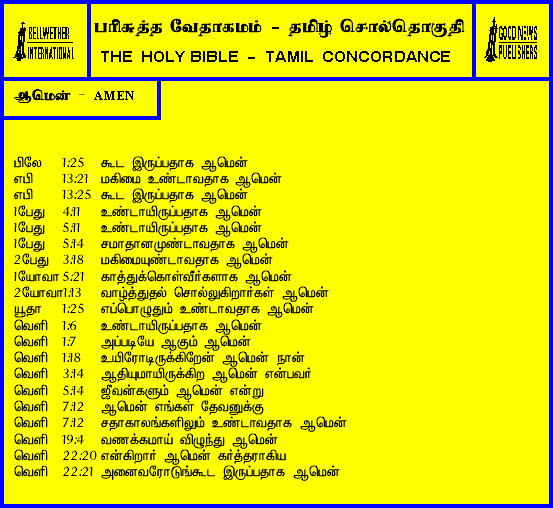 BELLWETHER INTERNATIONAL
பரிசுத்த வேதாகமம் - தமிழ் சொல்தொகுதி
THE HOLY BIBLE - TAMIL CONCORDANCE
GOOD NEWS PUBLISHERS
ஆமென் - AMEN
பிலே 1:25 கூட இருப்பதாக ஆமென்
எபி 13:21 மகிமை உண்டாவதாக ஆமென்
எபி 13:25 கூட இருப்பதாக ஆமென்
1பேது 4:11 உண்டாயிருப்பதாக ஆமென்
1பேது 5:11 உண்டாயிருப்பதாக ஆமென்
1பேது 5:14 சமாதானமுண்டாவதாக ஆமென்
2பேது 3:18 மகிமையுண்டாவதாக ஆமென்
1யோவா 5:21 காத்துக்கொள்வீர்களாக ஆமென்
2யோவா1:13 வாழ்த்துதல் சொல்லுகிறார்கள் ஆமென்
யூதா 1:25 எப்பொழுதும் உண்டாவதாக ஆமென்
வெளி 1:6 உண்டாயிருப்பதாக ஆமென்
வெளி 1:7 அப்படியே ஆகும் ஆமென்
வெளி 1:18 உயிரோடிருக்கிறேன் ஆமென் நான்
வெளி 3:14 ஆதியுமாயிருக்கிற ஆமென் என்பவர்
வெளி 5:14 ஜீவன்களும் ஆமென் என்று
வெளி 7:12 ஆமென் எங்கள் தேவனுக்கு
வெளி 7:12 சதாகாலங்களிலும் உண்டாவதாக ஆமென்
வெளி 19:4 வணக்கமாய் விழுந்து ஆமென்
வெளி 22:20 என்கிறார் ஆமென் கர்த்தராகிய
வெளி 22:21 அனைவரோடுங்கூட இருப்பதாக ஆமென்